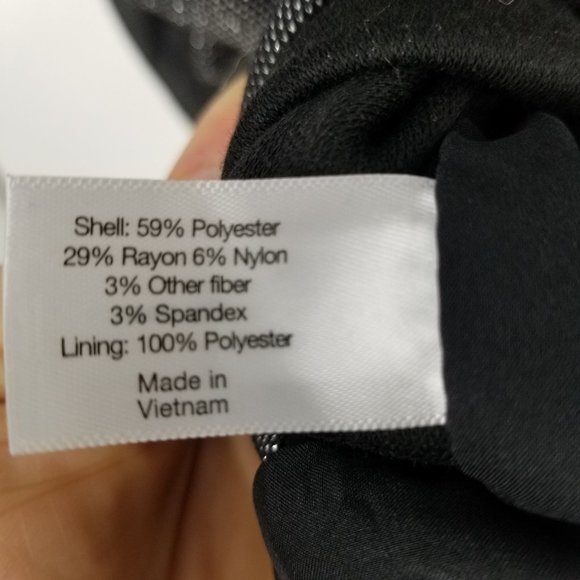 Shell: 59% Polyester
29% Rayon 6% Nylon
3% Other fiber
3% Spandex
Lining: 100% Polyester
Made in
Vietnam